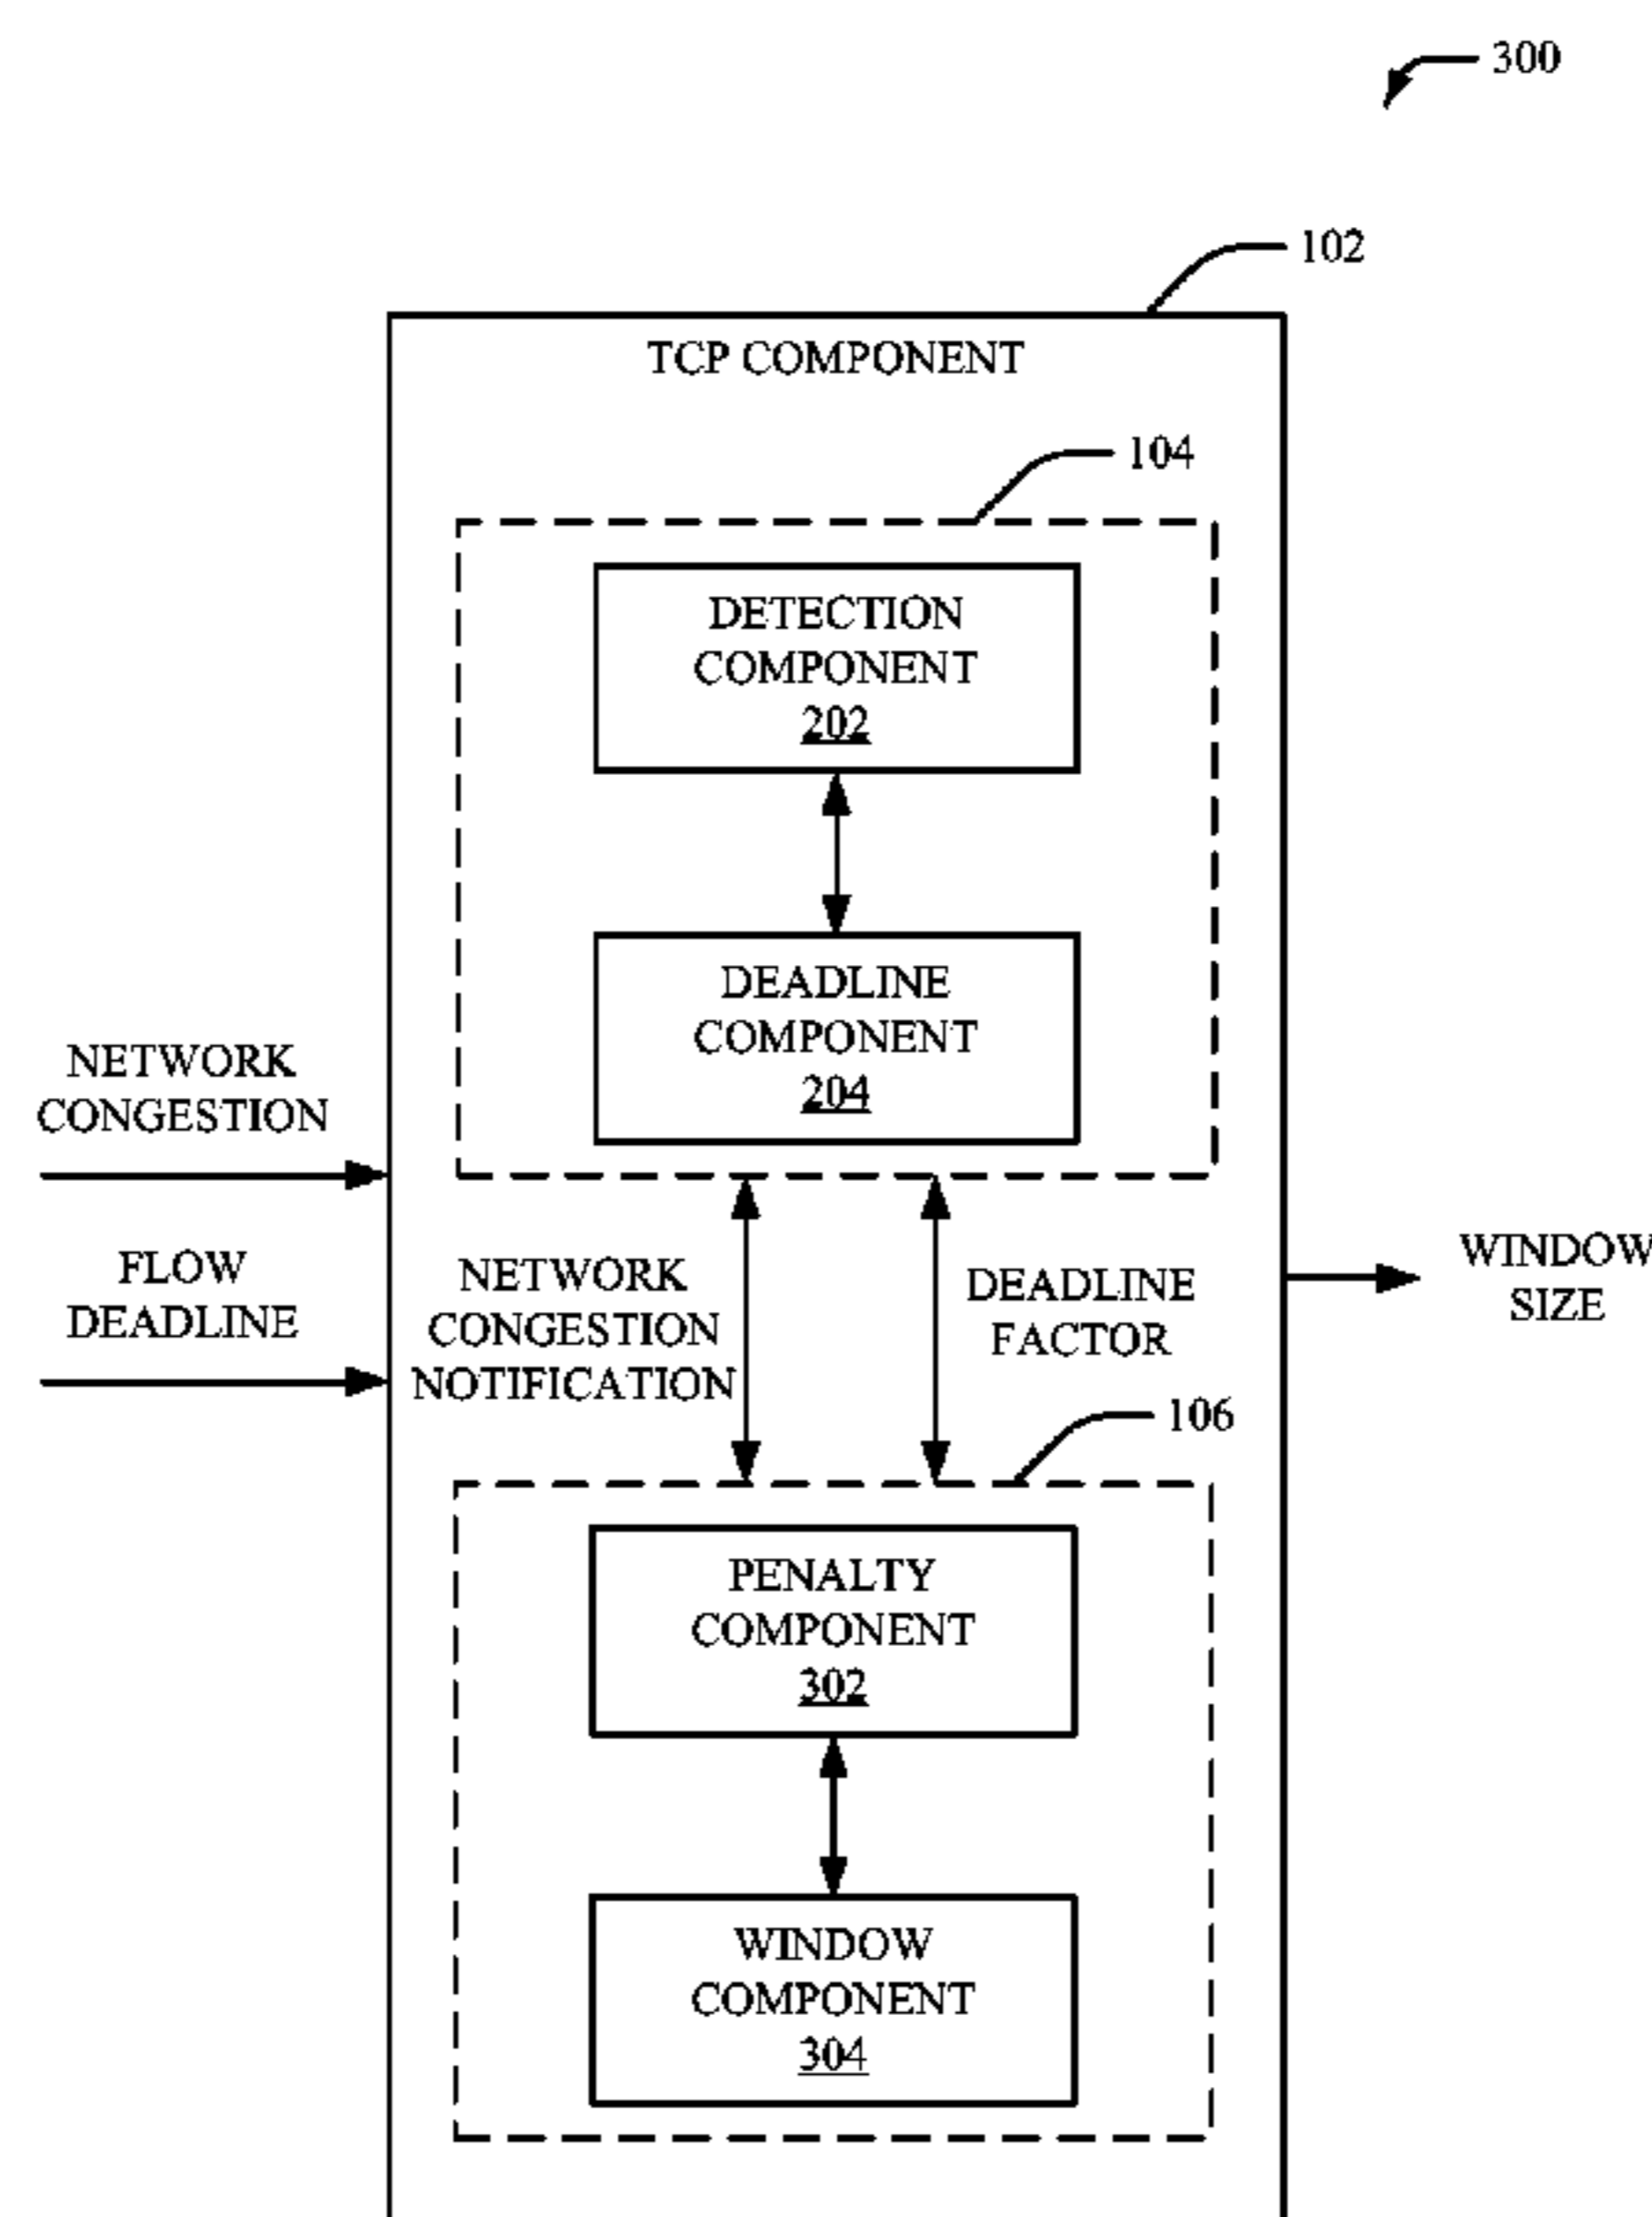 300
102
TCP COMPONENT
104
DETECTION
COMPONENT
202
DEADLINE
COMPONENT
204
NETWORK
CONGESTION
FLOW
DEADLINE
NETWORK
CONGESTION
NOTIFICATION
DEADLINE
FACTOR
WINDOW
SIZE
106
PENALTY
COMPONENT
302
WINDOW
COMPONENT
304